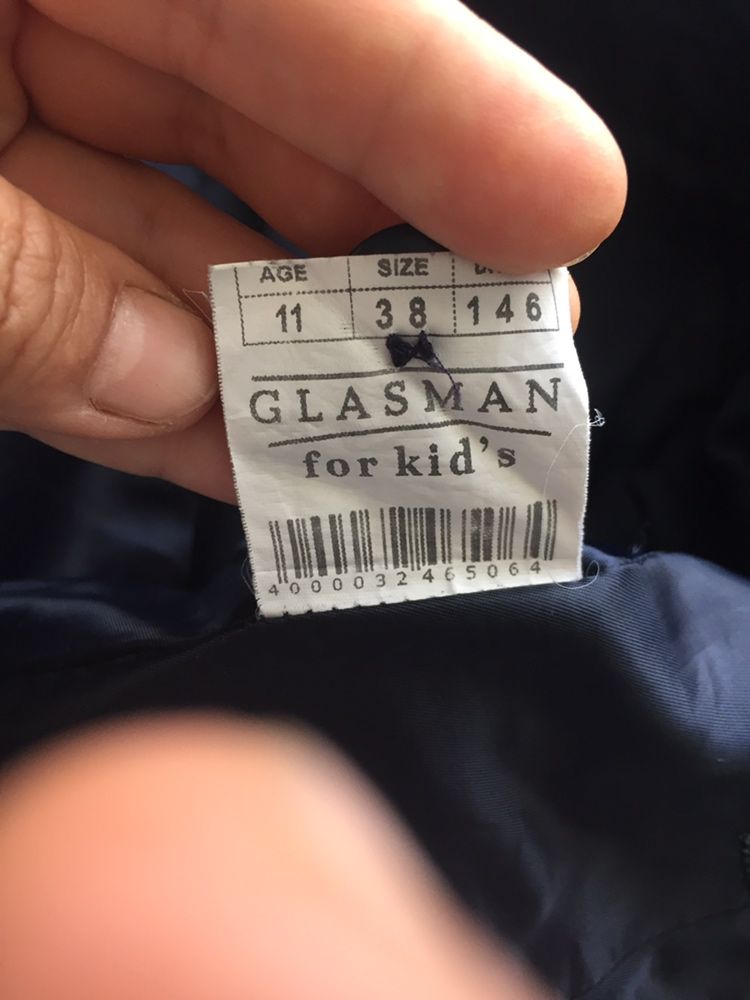 AGE SIZE
11 38 146
GLASMAN
for kid's
4000032465064